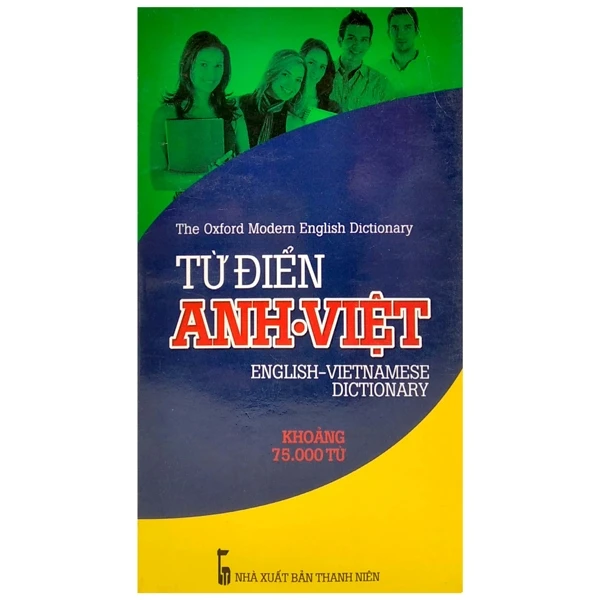 The Oxford Modern English Dictionary
TỪ ĐIỂN
ANH·VIỆT
ENGLISH-VIETNAMESE
DICTIONARY
KHOẢNG
75.000 TỪ
NHÀ XUẤT BẢN THANH NIÊN